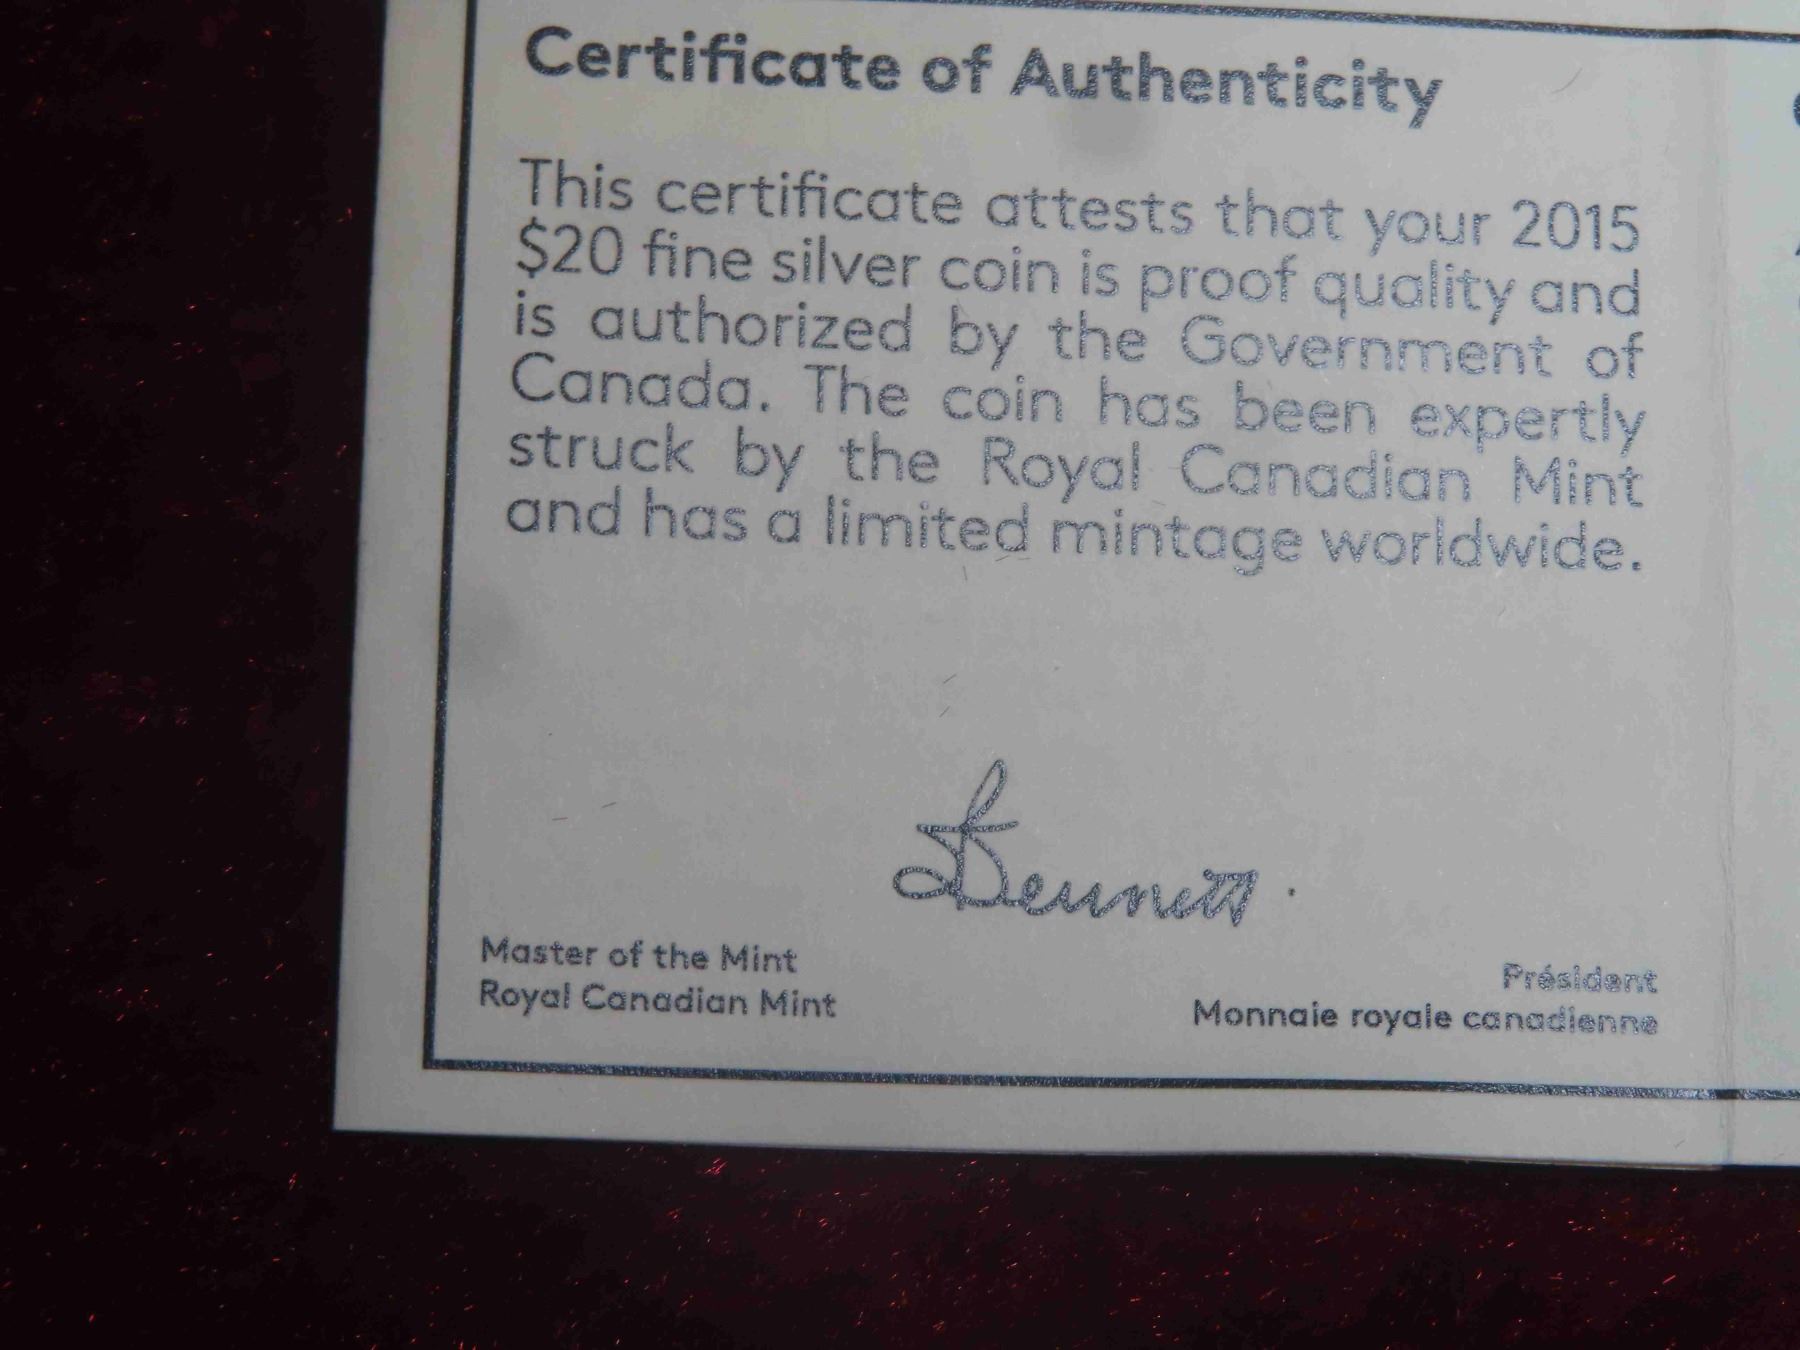 Certificate of Authenticity
This certificate attests that your 2015
$20 fine silver coin is proof quality and
is authorized by the Government of
Canada. The coin has been expertly
struck by the Royal Canadian Mint
and has a limited mintage worldwide.
Bennett
Master of the Mint
Royal Canadian Mint
Président
Monnaie royale canadienne